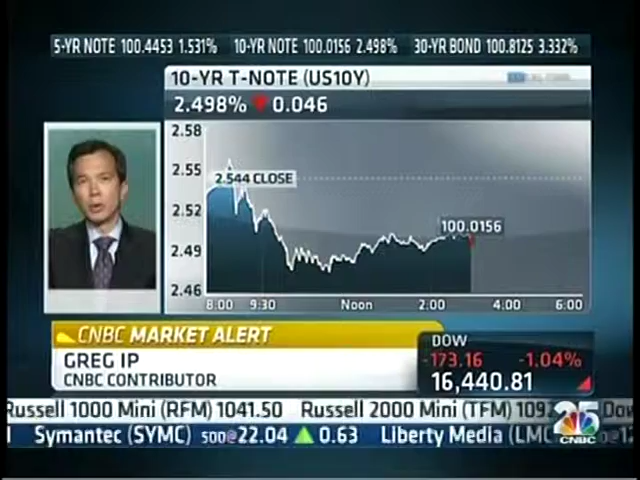 5-YR NOTE 100.4453 1.531% 10-YR NOTE 100.0156 2.498% 30-YR BOND 100.8125 3.332%
10-YR T-NOTE (US10Y)
2.498% ▼ 0.046
2.58
2.55
2.544 CLOSE
2.52
100.0156
2.49
2.46
8:00 9:30 Noon 2:00 4:00 6:00
CNBC MARKET ALERT
GREG IP
CNBC CONTRIBUTOR
DOW
-173.16 -1.04%
16,440.81
Russell 1000 Mini (RFM) 1041.50 Russell 2000 Mini (TFM) 109
25
CNBC
Symantec (SYMC) 500@22.04 ▲ 0.63 Liberty Media (LMC